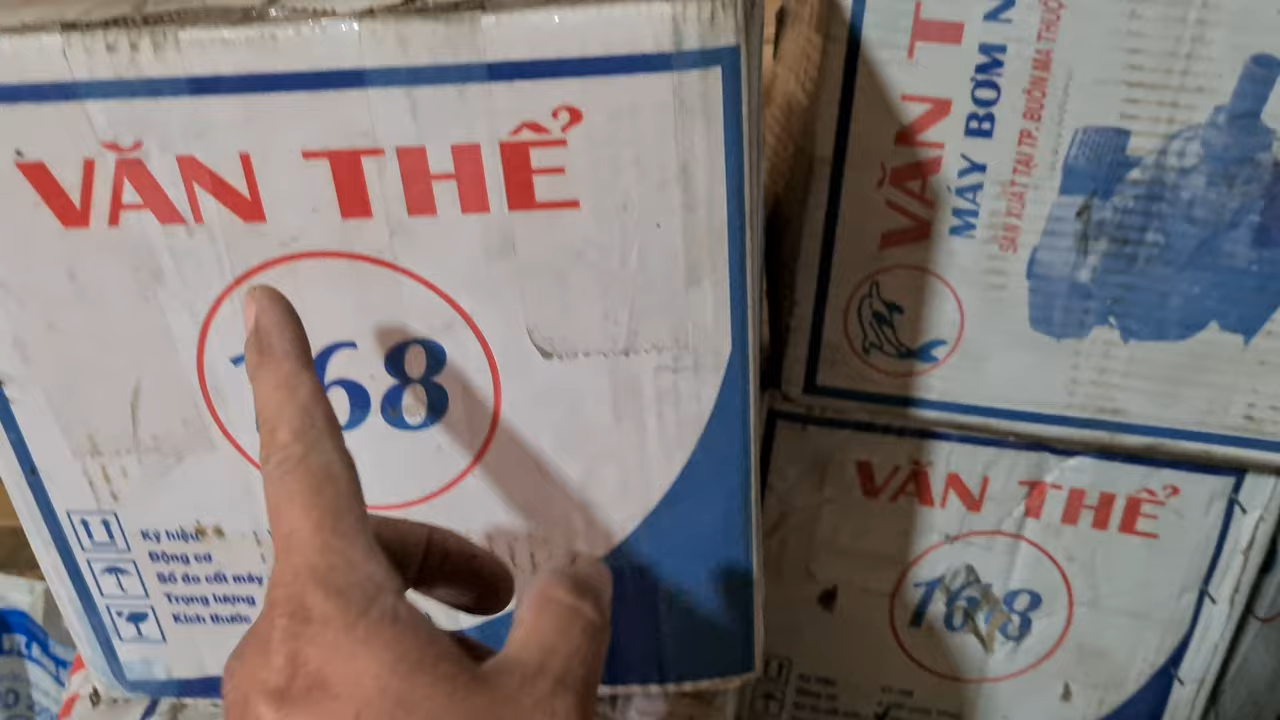 VĂN THỂ
168
Ký hiệu
Động cơ
Số đo cốt máy
Trọng lượng
Kích thước
VĂN T
MÁY BƠM N
SẢN XUẤT TẠI TP. BUÔN MA THUỘ
VĂN THỂ
168